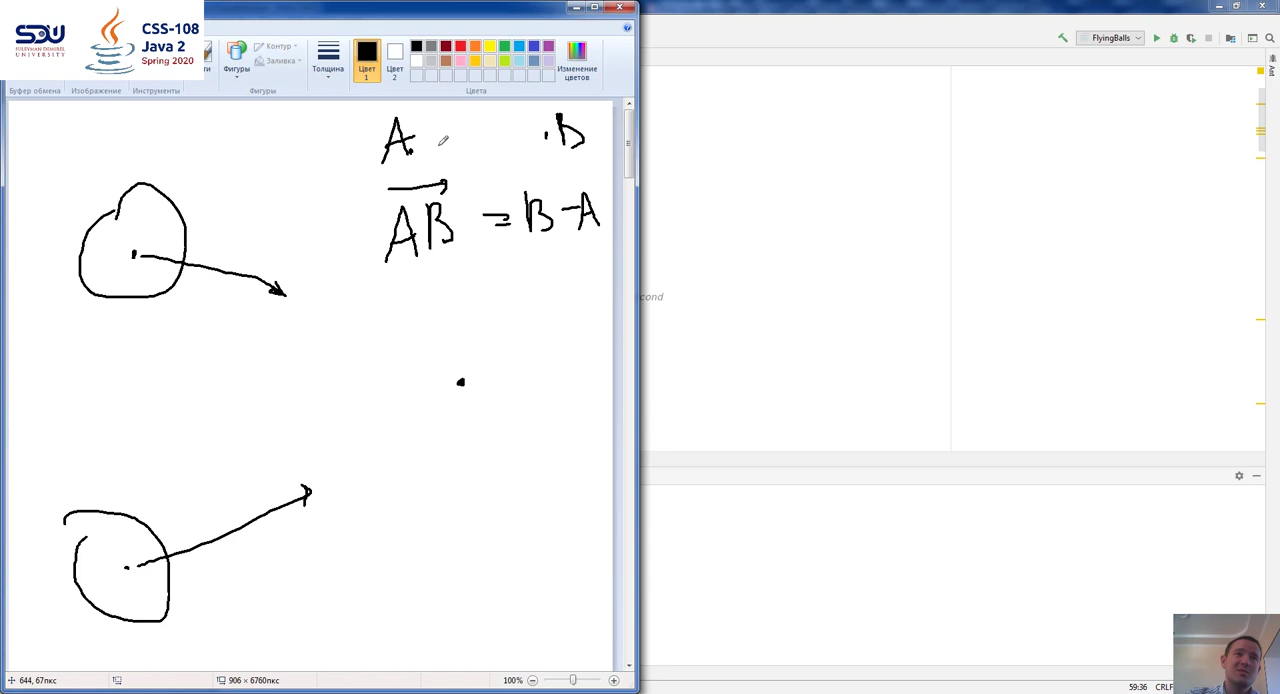 SDU
SULEYMAN DEMIREL
UNIVERSITY
CSS-108
Java 2
Spring 2020
Фигуры
Контур
Заливка
Толщина
Цвет
1
Цвет
2
Изменение
цветов
Буфер обмена
Изображение
Инструменты
Фигуры
Цвета
A .B
AB = B-A
644, 67пкс
906 × 6760пкс
100%
FlyingBalls
Ant
cond
59:36
CRLF